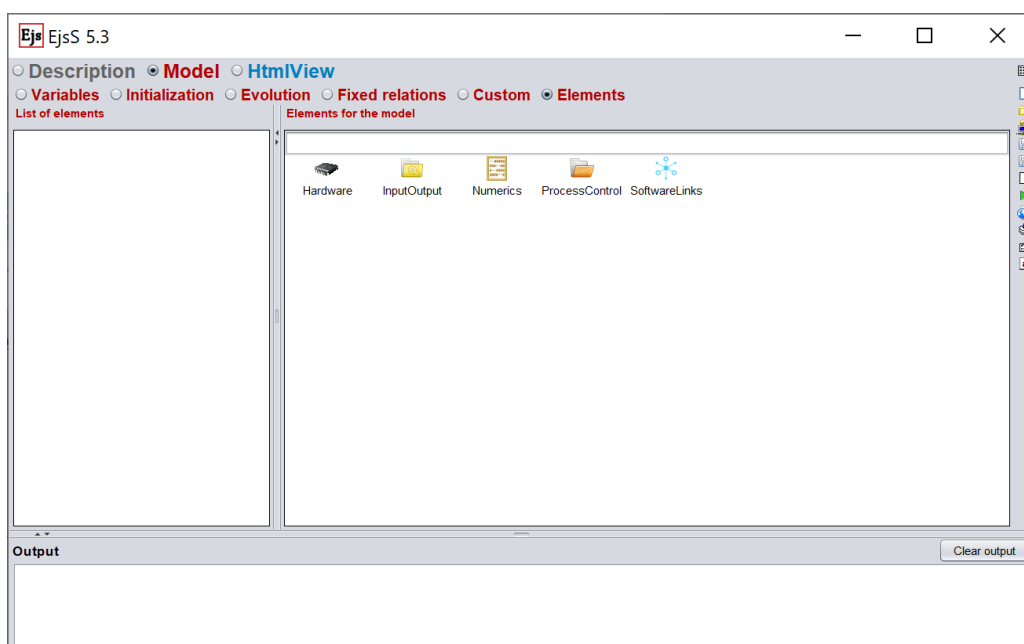 Ejs EjsS 5.3
Description Model HtmlView
Variables Initialization Evolution Fixed relations Custom Elements
List of elements Elements for the model
Hardware InputOutput Numerics ProcessControl SoftwareLinks
Output Clear output